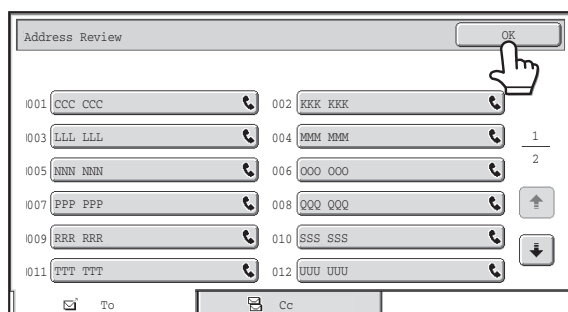 Address Review OK
001 CCC CCC 002 KKK KKK
003 LLL LLL 004 MMM MMM
1
005 NNN NNN 006 OOO OOO
2
007 PPP PPP 008 QQQ QQQ
009 RRR RRR 010 SSS SSS
011 TTT TTT 012 UUU UUU
To Cc